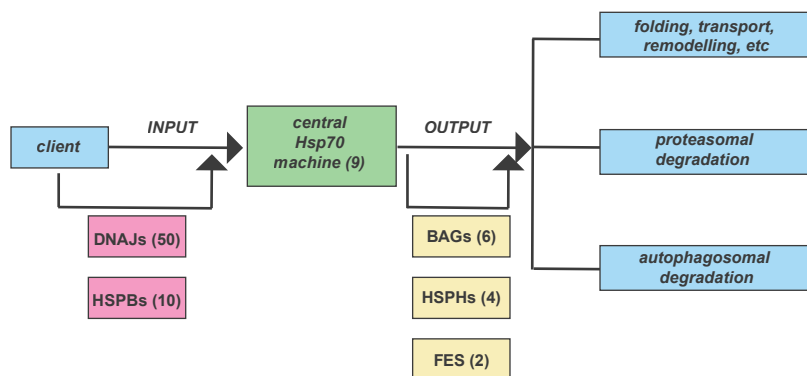 folding, transport,
remodelling, etc
INPUT
central
Hsp70
machine (9)
OUTPUT
client
proteasomal
degradation
DNAJs (50)
BAGs (6)
autophagosomal
degradation
HSPBs (10)
HSPHs (4)
FES (2)